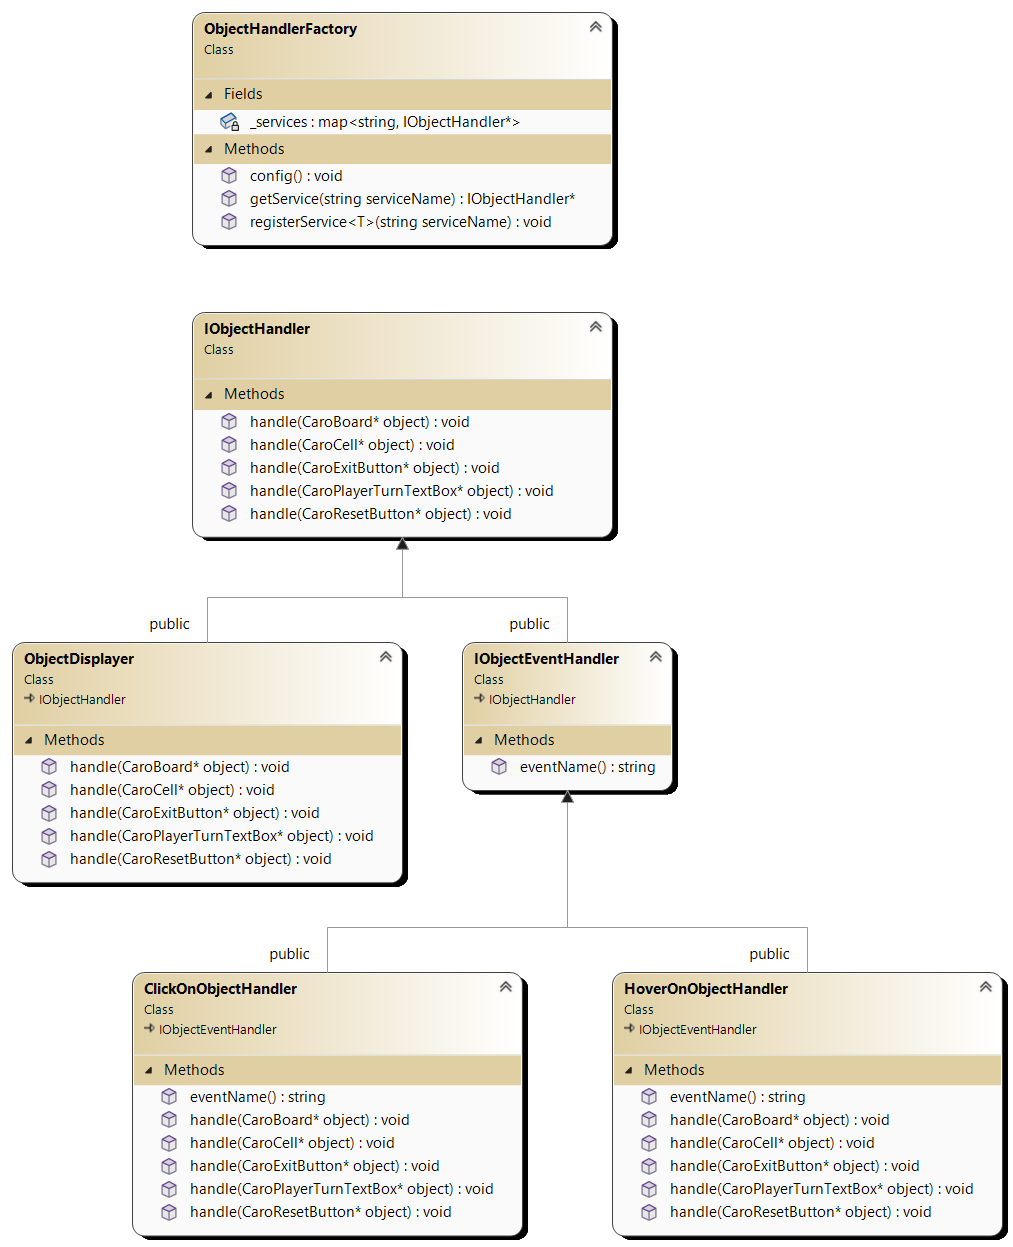 ObjectHandlerFactory
Class
Fields
_services : map<string, IObjectHandler*>
Methods
config() : void
getService(string serviceName) : IObjectHandler*
registerService<T>(string serviceName) : void
IObjectHandler
Class
Methods
handle(CaroBoard* object) : void
handle(CaroCell* object) : void
handle(CaroExitButton* object) : void
handle(CaroPlayerTurnTextBox* object) : void
handle(CaroResetButton* object) : void
public
public
ObjectDisplayer
Class
IObjectHandler
Methods
handle(CaroBoard* object) : void
handle(CaroCell* object) : void
handle(CaroExitButton* object) : void
handle(CaroPlayerTurnTextBox* object) : void
handle(CaroResetButton* object) : void
IObjectEventHandler
Class
IObjectHandler
Methods
eventName() : string
public
public
ClickOnObjectHandler
Class
IObjectEventHandler
Methods
eventName() : string
handle(CaroBoard* object) : void
handle(CaroCell* object) : void
handle(CaroExitButton* object) : void
handle(CaroPlayerTurnTextBox* object) : void
handle(CaroResetButton* object) : void
HoverOnObjectHandler
Class
IObjectEventHandler
Methods
eventName() : string
handle(CaroBoard* object) : void
handle(CaroCell* object) : void
handle(CaroExitButton* object) : void
handle(CaroPlayerTurnTextBox* object) : void
handle(CaroResetButton* object) : void